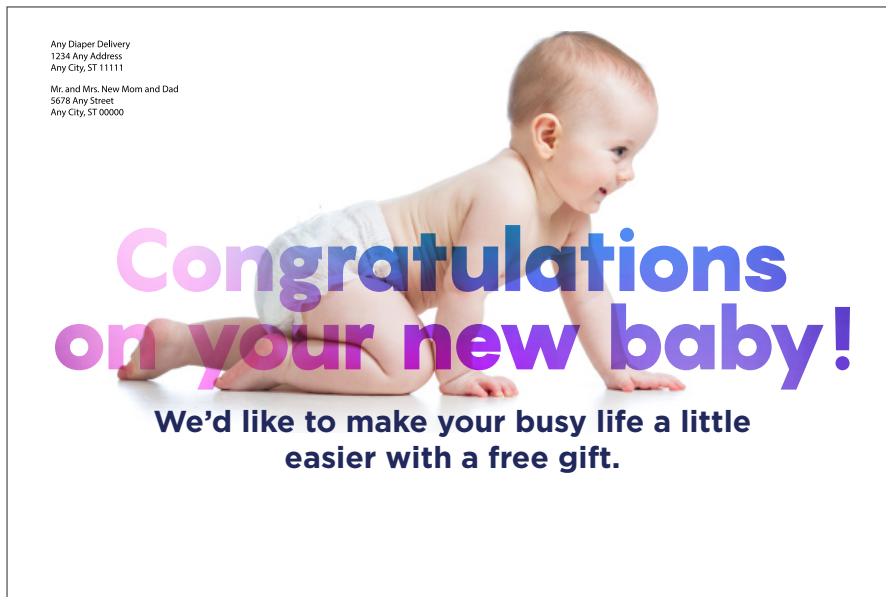 Any Diaper Delivery
1234 Any Address
Any City, ST 11111
Mr. and Mrs. New Mom and Dad
5678 Any Street
Any City, ST 00000
Congratulations
on your new baby!
We’d like to make your busy life a little
easier with a free gift.